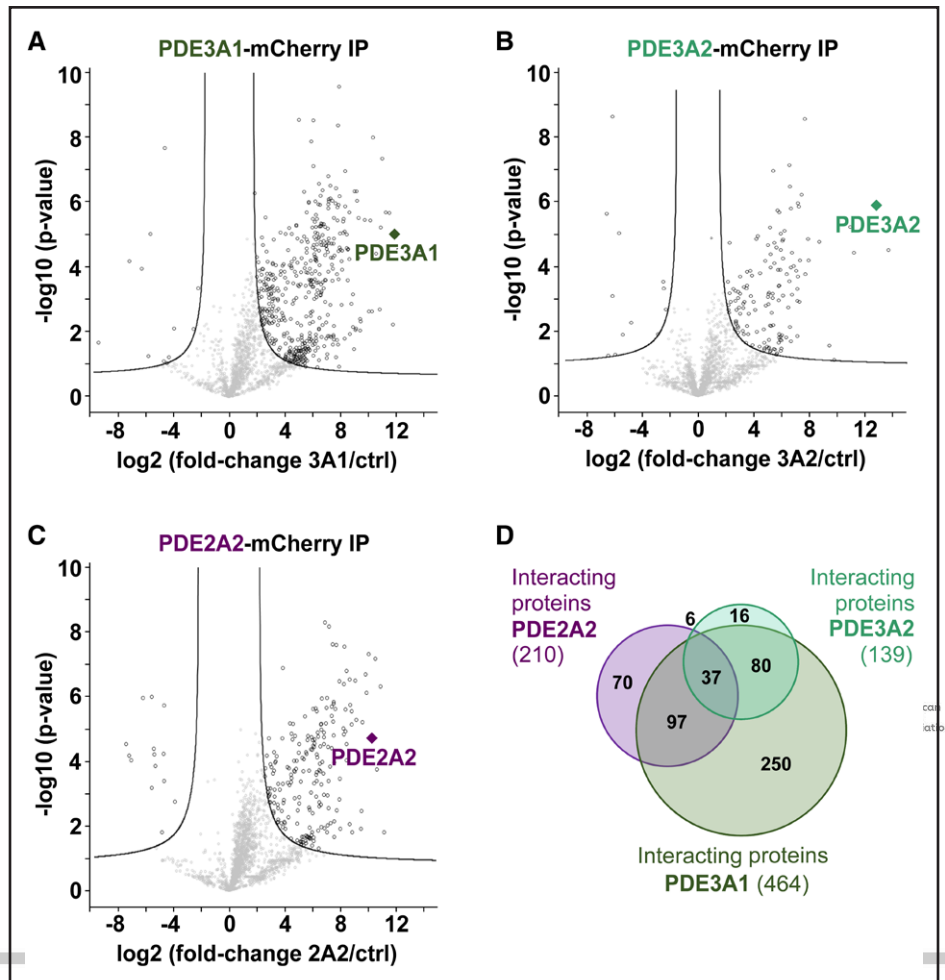 A
PDE3A1-mCherry IP
-log10 (p-value)
10
8
6
4
2
0
PDE3A1
-8 -4 0 4 8 12
log2 (fold-change 3A1/ctrl)
B
PDE3A2-mCherry IP
-log10 (p-value)
10
8
6
4
2
0
PDE3A2
-8 -4 0 4 8 12
log2 (fold-change 3A2/ctrl)
C
PDE2A2-mCherry IP
-log10 (p-value)
10
8
6
4
2
0
PDE2A2
-8 -4 0 4 8 12
log2 (fold-change 2A2/ctrl)
D
Interacting
proteins
PDE2A2
(210)
Interacting
proteins
PDE3A2
(139)
6
16
70
37
80
97
250
Interacting proteins
PDE3A1 (464)
can